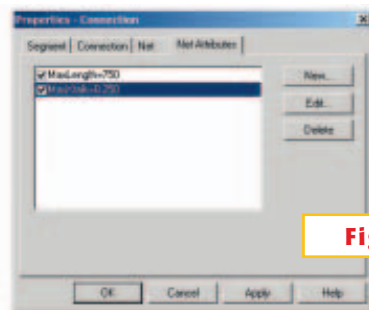 Properties - Connection
Segment Connection Net Net Attributes
MaxLength=750
New...
Edit...
Delete
Fi
OK Cancel Apply Help